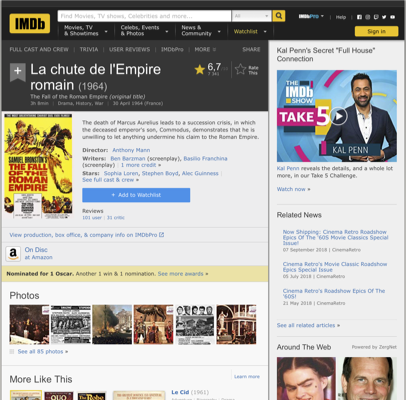 IMDb
Find Movies, TV shows, Celebrities and more...
All
IMDbPro
Help
Movies, TV & Showtimes
Celebs, Events & Photos
News & Community
Watchlist
Sign in
FULL CAST AND CREW | TRIVIA | USER REVIEWS | IMDbPro | MORE
SHARE
La chute de l'Empire
romain (1964)
The Fall of the Roman Empire (original title)
3h 8min | Drama, History, War | 30 April 1964 (France)
6,7
Rate
This
SAMUEL BRONSTON'S
THE
FALL OF
THE
ROMAN
EMPIRE
The death of Marcus Aurelius leads to a succession crisis, in which
the deceased emperor's son, Commodus, demonstrates that he is
unwilling to let anything undermine his claim to the Roman Empire.
Director: Anthony Mann
Writers: Ben Barzman (screenplay), Basilio Franchina
(screenplay) | 1 more credit »
Stars: Sophia Loren, Stephen Boyd, Alec Guinness |
See full cast & crew »
+ Add to Watchlist
Reviews
101 user | 31 critic
View production, box office, & company info on IMDbPro
a
On Disc
at Amazon
Nominated for 1 Oscar. Another 1 win & 1 nomination. See more awards »
Photos
See all 85 photos »
More Like This
Learn more
QUO
The Robe
Le Cid (1961)
Kal Penn's Secret "Full House"
Connection
THE
IMDb
SHOW
TAKE 5
KAL PENN
Kal Penn reveals the details, and a whole lot
more, in our Take 5 Challenge.
Watch now »
Related News
Now Shipping: Cinema Retro Roadshow
Epics Of The '60S Movie Classics Special
Issue!
07 September 2018 | CinemaRetro
Cinema Retro's Movie Classic Roadshow
Epics Special Issue
05 July 2018 | CinemaRetro
Cinema Retro's Roadshow Epics Of The
'60S!
21 May 2018 | CinemaRetro
See all related articles »
Around The Web
Powered by ZergNet